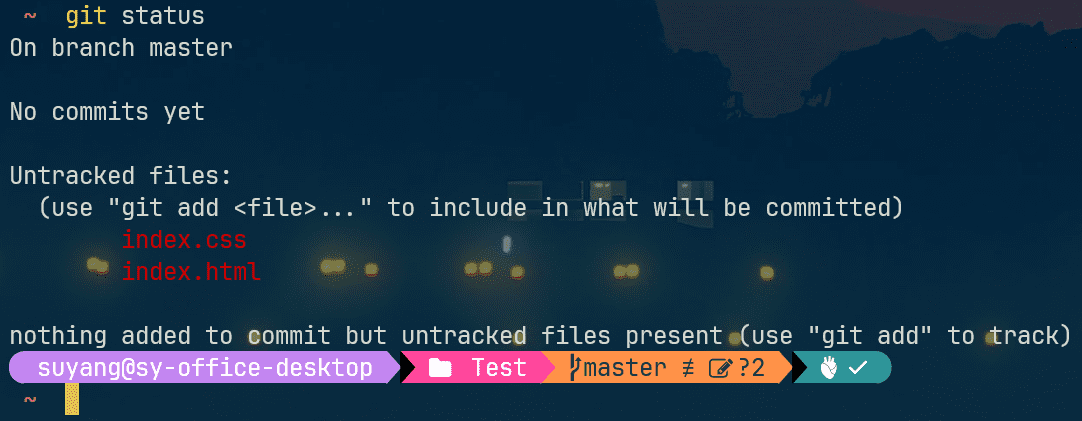 ~ git status
On branch master
No commits yet
Untracked files:
(use "git add <file>..." to include in what will be committed)
index.css
index.html
nothing added to commit but untracked files present (use "git add" to track)
suyang@sy-office-desktop Test master ≢ ?2 ✓
~